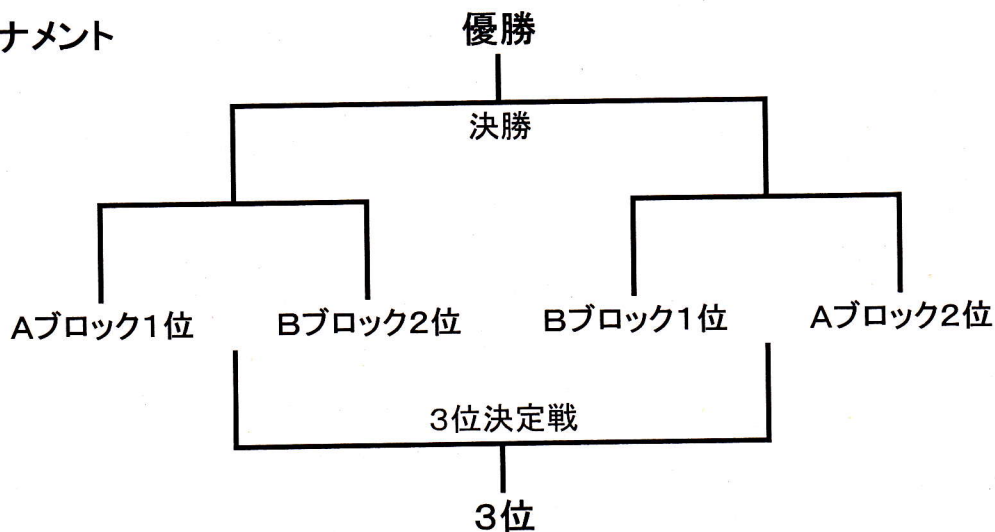 ナメント
優勝
決勝
Aブロック1位
Bブロック2位
Bブロック1位
Aブロック2位
3位決定戦
3位